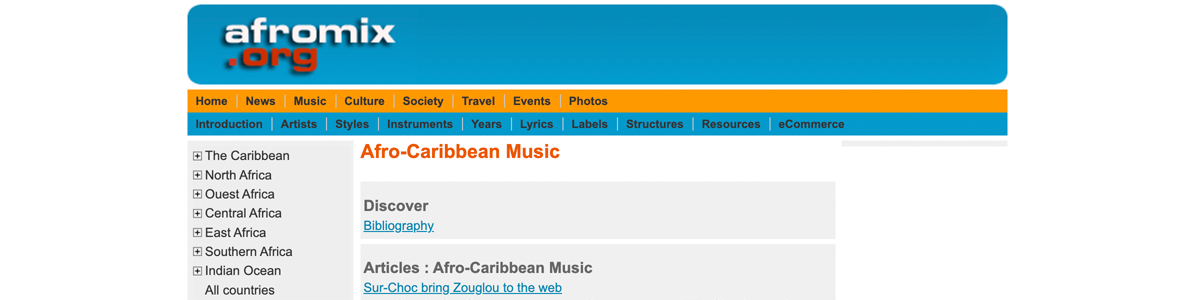 afromix
.org
Home News Music Culture Society Travel Events Photos
Introduction Artists Styles Instruments Years Lyrics Labels Structures Resources eCommerce
The Caribbean
North Africa
Ouest Africa
Central Africa
East Africa
Southern Africa
Indian Ocean
All countries
Afro-Caribbean Music
Discover
Bibliography
Articles : Afro-Caribbean Music
Sur-Choc bring Zouglou to the web